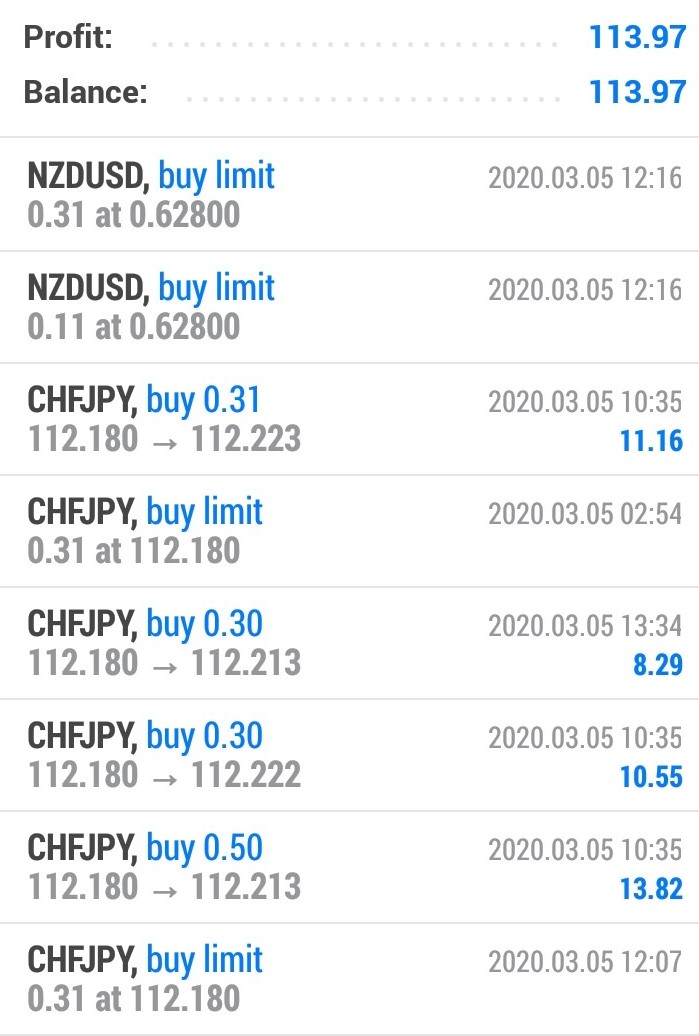 Profit: 113.97
Balance: 113.97
NZDUSD, buy limit 2020.03.05 12:16
0.31 at 0.62800
NZDUSD, buy limit 2020.03.05 12:16
0.11 at 0.62800
CHFJPY, buy 0.31 2020.03.05 10:35
112.180 → 112.223 11.16
CHFJPY, buy limit 2020.03.05 02:54
0.31 at 112.180
CHFJPY, buy 0.30 2020.03.05 13:34
112.180 → 112.213 8.29
CHFJPY, buy 0.30 2020.03.05 10:35
112.180 → 112.222 10.55
CHFJPY, buy 0.50 2020.03.05 10:35
112.180 → 112.213 13.82
CHFJPY, buy limit 2020.03.05 12:07
0.31 at 112.180